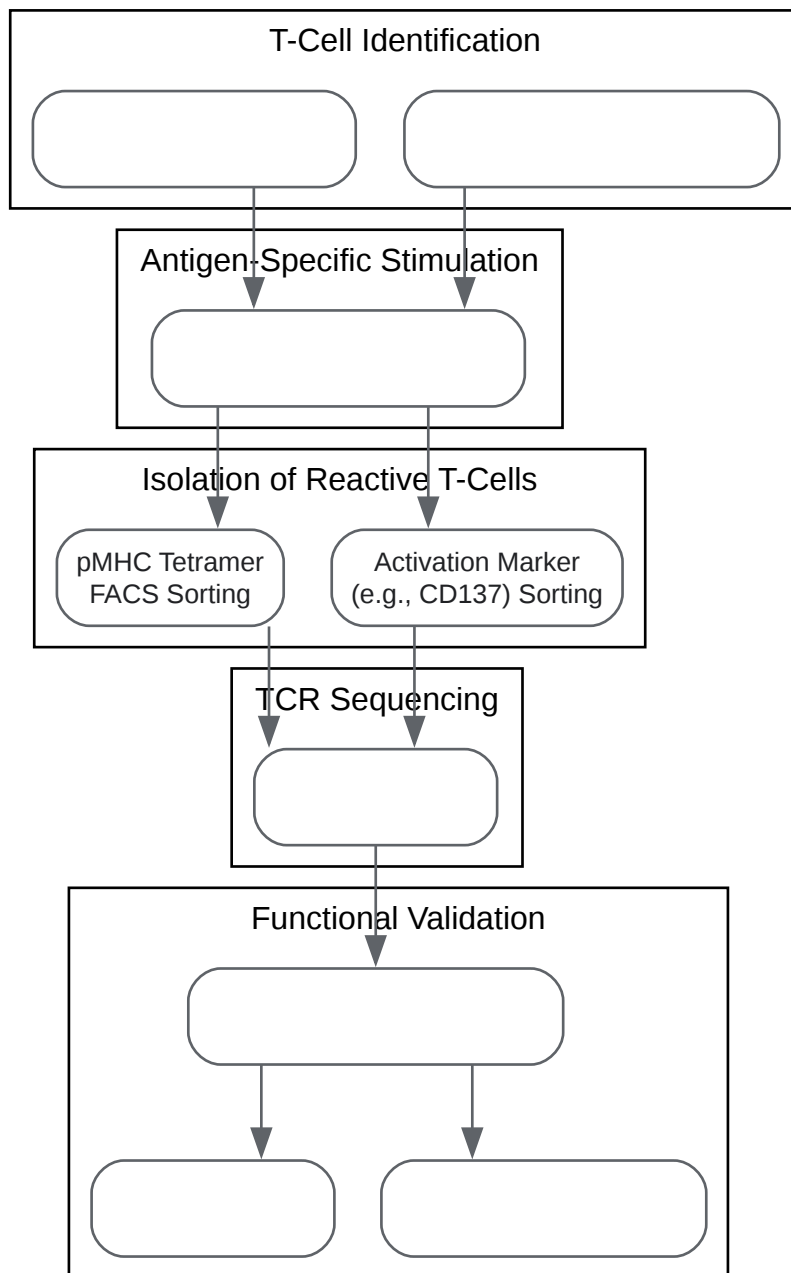 T-Cell Identification
Antigen-Specific Stimulation
Isolation of Reactive T-Cells
pMHC Tetramer
FACS Sorting
Activation Marker
(e.g., CD137) Sorting
TCR Sequencing
Functional Validation